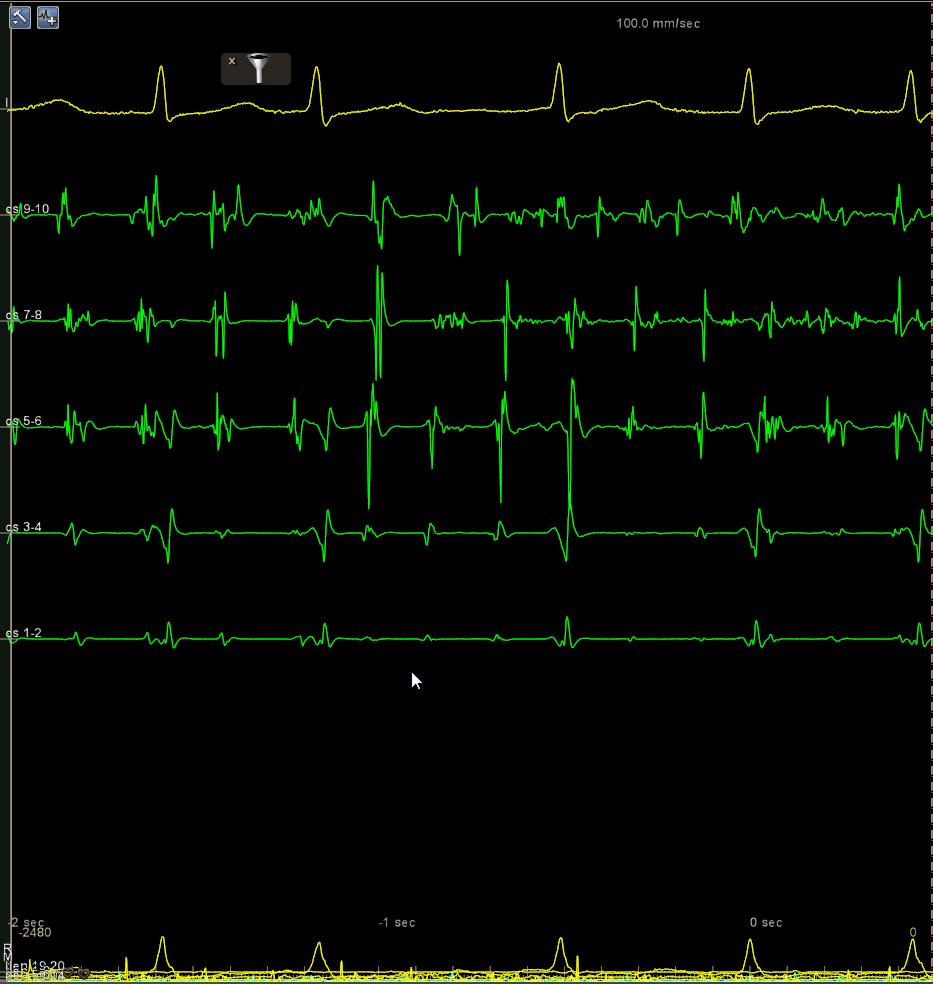 100.0 mm/sec
x
I
cs 9-10
cs 7-8
cs 5-6
cs 3-4
cs 1-2
-2 sec
-1 sec
0 sec
-2480
0